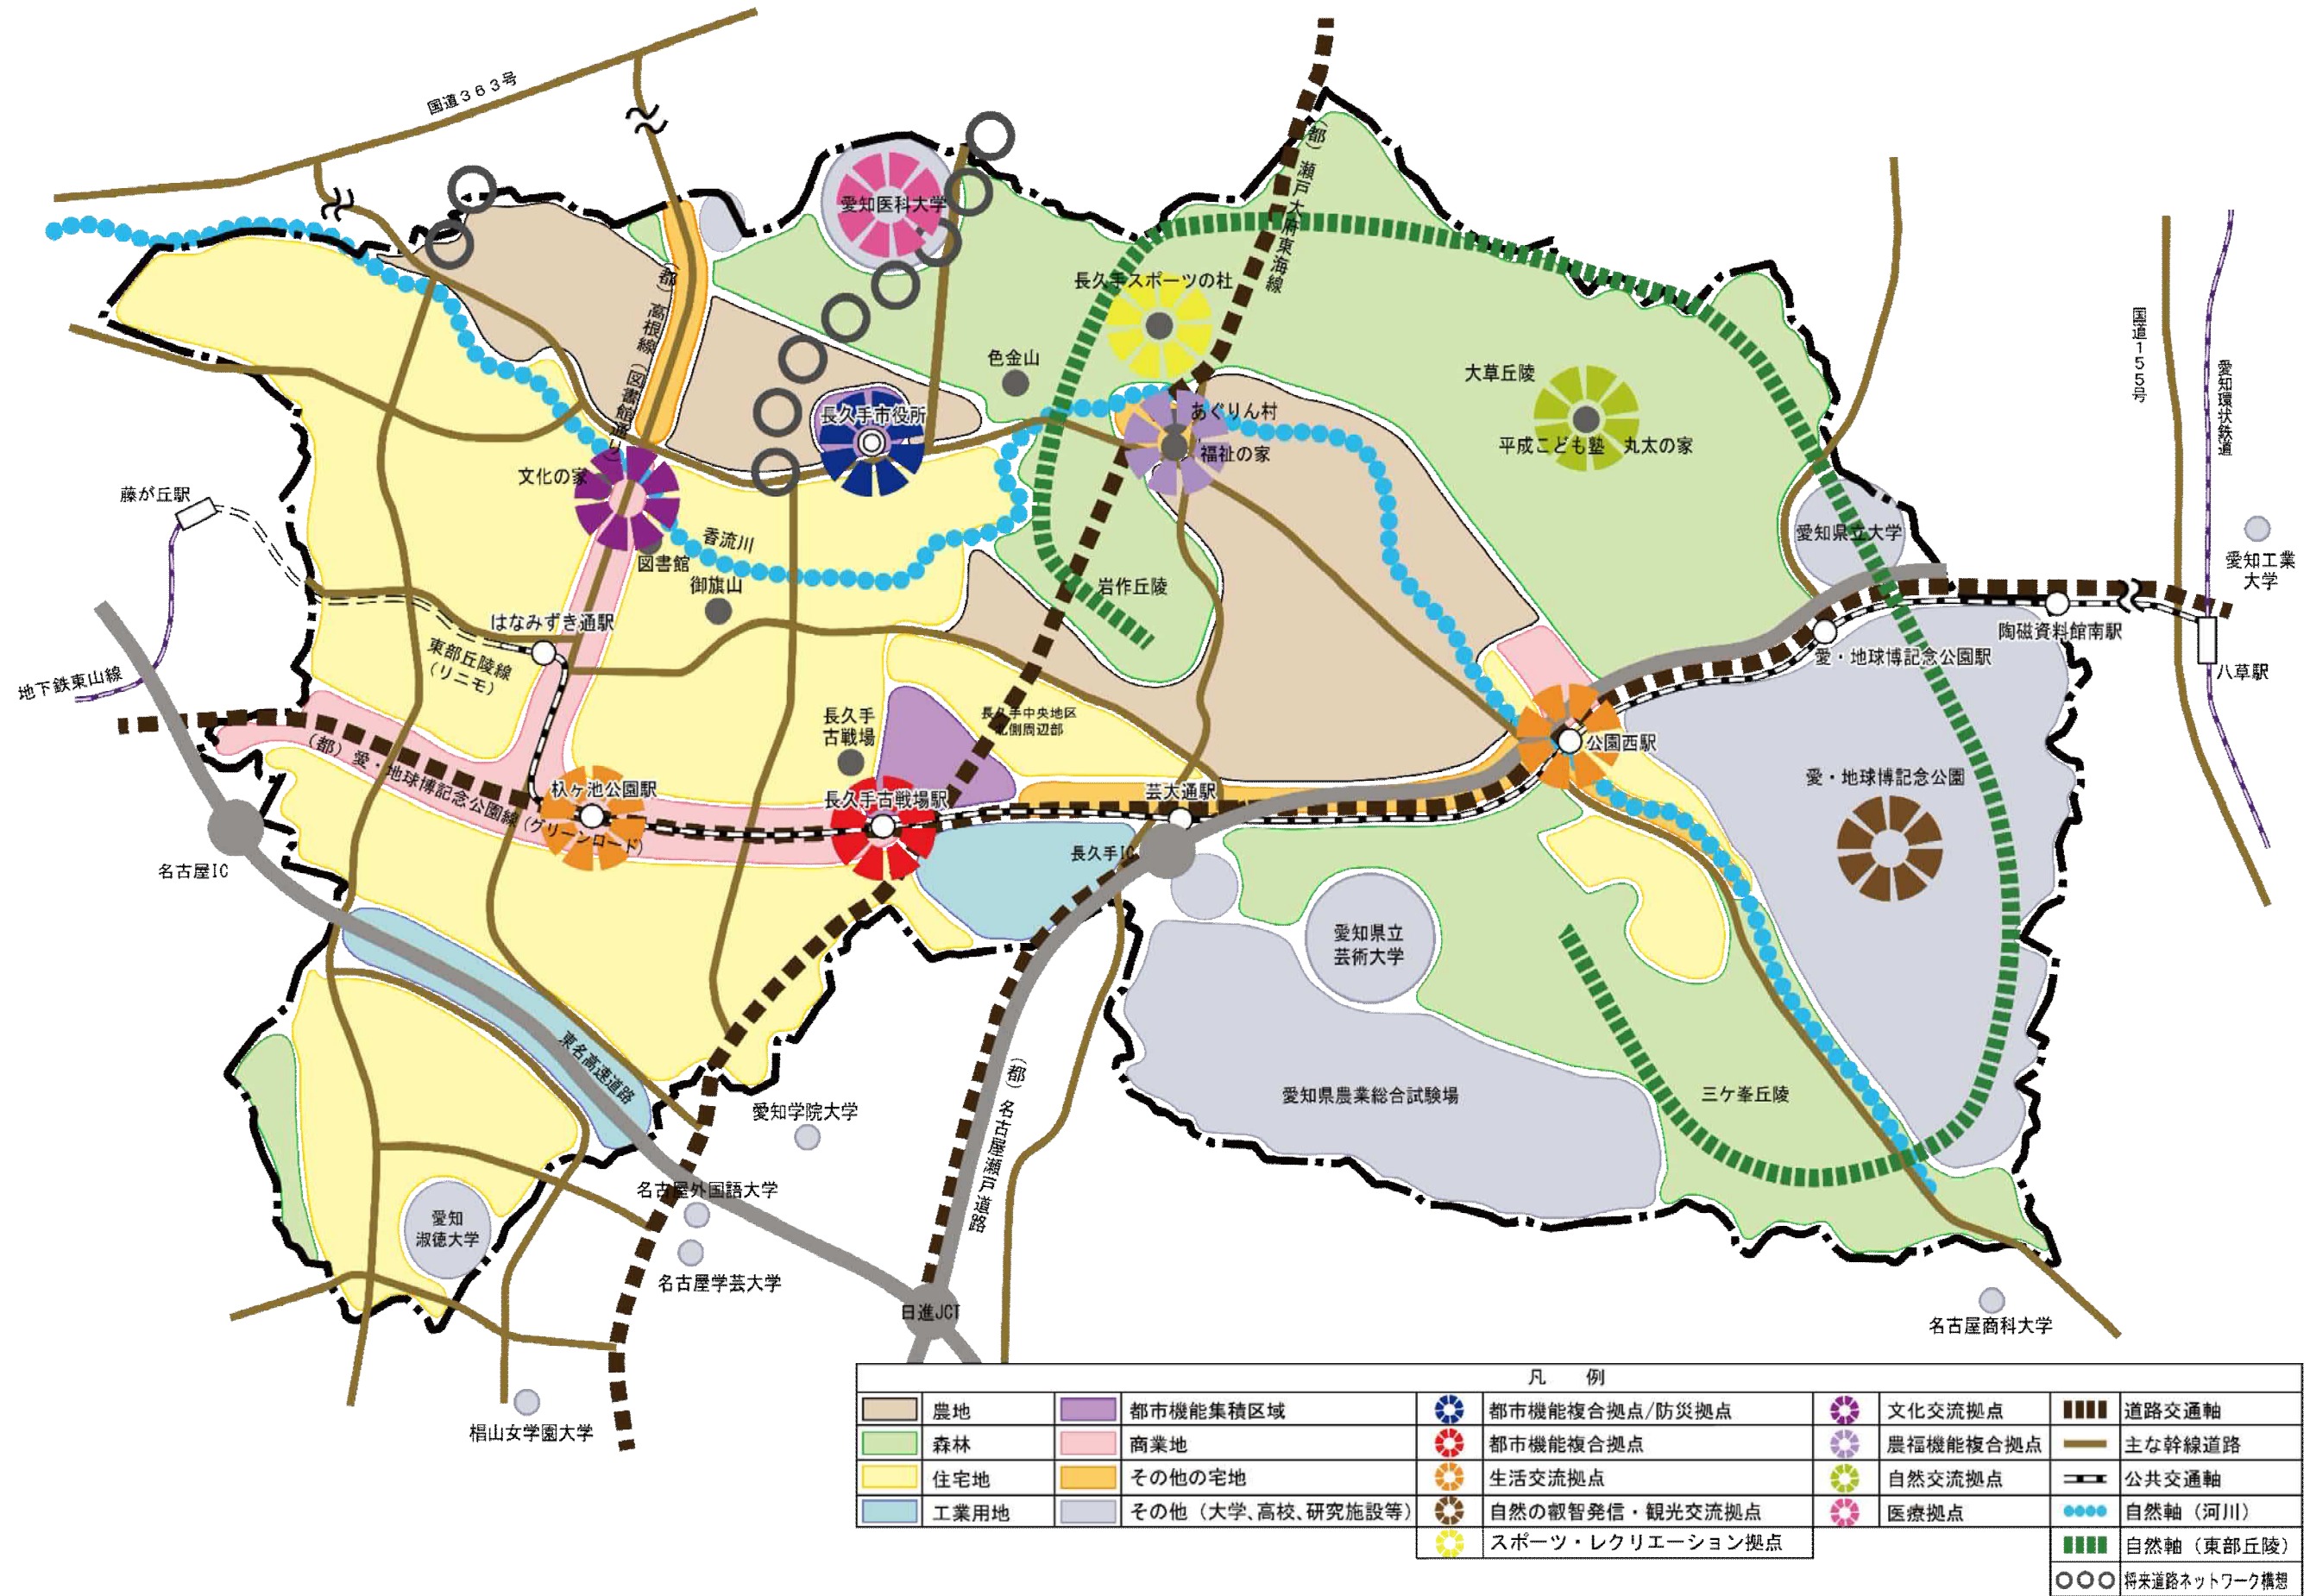 国道３６３号
(都)瀬戸大府東海線
愛知医科大学
長久手スポーツの杜
(都)高根線(図書館通り)
国道155号
愛知環状鉄道
色金山
大草丘陵
長久手市役所
あぐりん村
福祉の家
平成こども塾
丸太の家
文化の家
藤が丘駅
愛知県立大学
香流川
図書館
愛知工業
大学
岩作丘陵
御旗山
はなみずき通駅
陶磁資料館南駅
東部丘陵線
(リニモ)
愛・地球博記念公園駅
八草駅
地下鉄東山線
長久手
古戦場
長久手中央地区
北側周辺部
公園西駅
(都)愛・地球博記念公園線(グリーンロード)
杁ヶ池公園駅
長久手古戦場駅
芸大通駅
愛・地球博記念公園
長久手IC
名古屋IC
愛知県立
芸術大学
東名高速道路
(都)名古屋瀬戸道路
愛知県農業総合試験場
三ケ峯丘陵
愛知学院大学
名古屋外国語大学
愛知
淑徳大学
名古屋学芸大学
日進JCT
名古屋商科大学
椙山女学園大学
凡　例
農地
都市機能集積区域
都市機能複合拠点/防災拠点
文化交流拠点
道路交通軸
森林
商業地
都市機能複合拠点
農福機能複合拠点
主な幹線道路
住宅地
その他の宅地
生活交流拠点
自然交流拠点
公共交通軸
工業用地
その他（大学、高校、研究施設等）
自然の叡智発信・観光交流拠点
医療拠点
自然軸（河川）
スポーツ・レクリエーション拠点
自然軸（東部丘陵）
将来道路ネットワーク構想